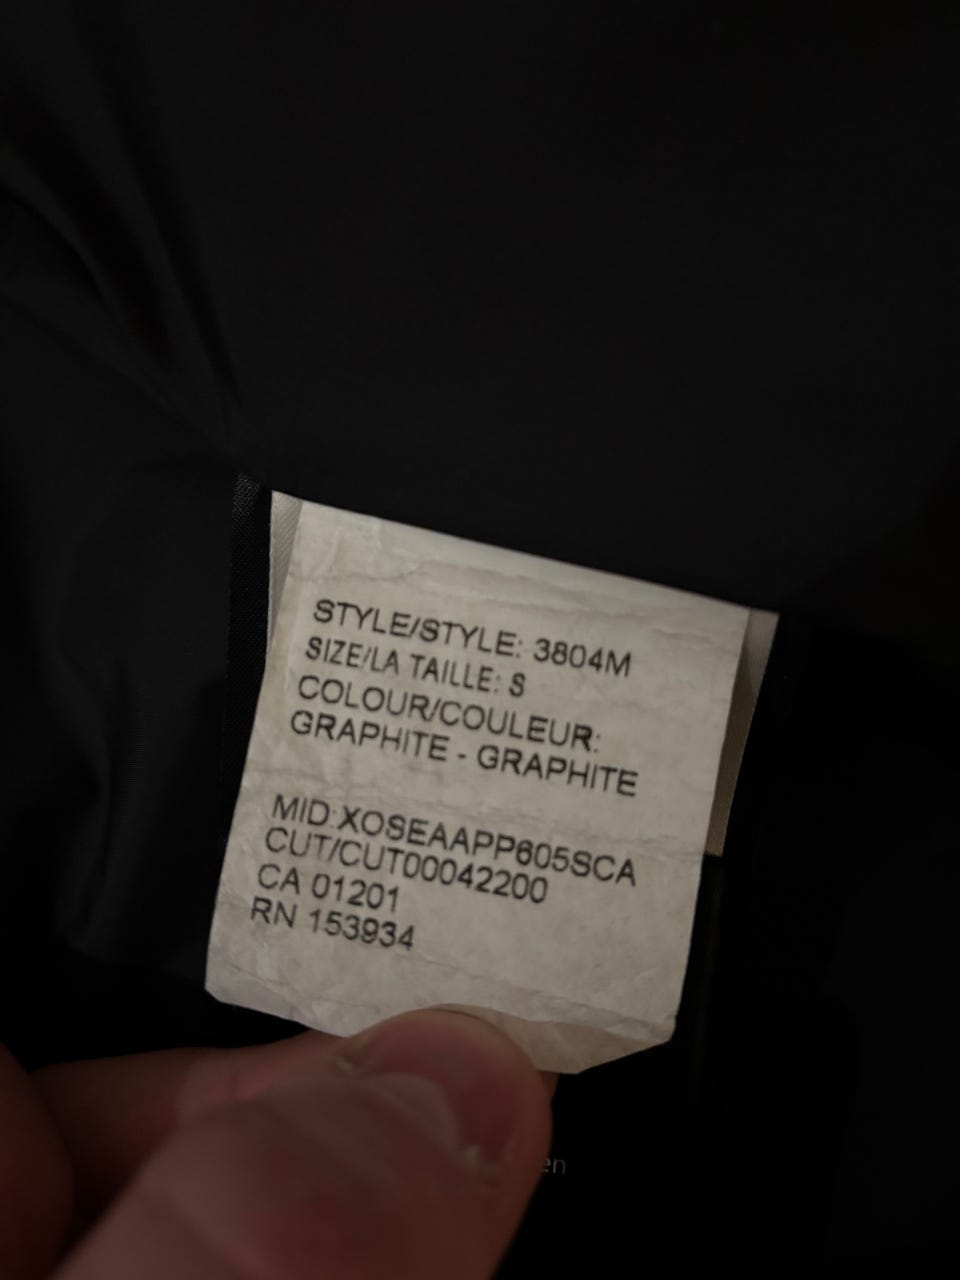 STYLE/STYLE: 3804M
SIZE/LA TAILLE: S
COLOUR/COULEUR:
GRAPHITE - GRAPHITE
MID:XOSEAAPP605SCA
CUT/CUT00042200
CA 01201
RN 153934